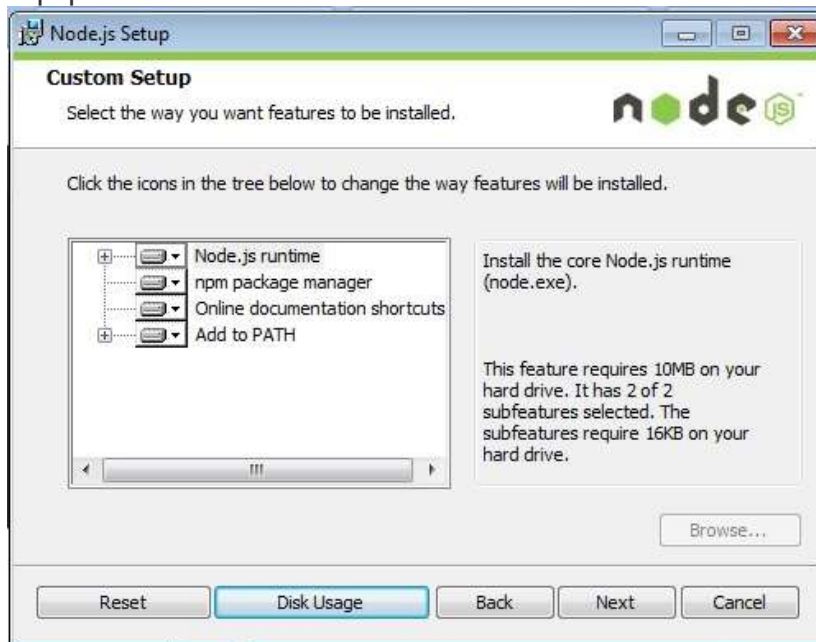 Node.js Setup
Custom Setup
Select the way you want features to be installed.
node
JS
Click the icons in the tree below to change the way features will be installed.
Node.js runtime
npm package manager
Online documentation shortcuts
Add to PATH
Install the core Node.js runtime
(node.exe).
This feature requires 10MB on your
hard drive. It has 2 of 2
subfeatures selected. The
subfeatures require 16KB on your
hard drive.
Browse...
Reset
Disk Usage
Back
Next
Cancel